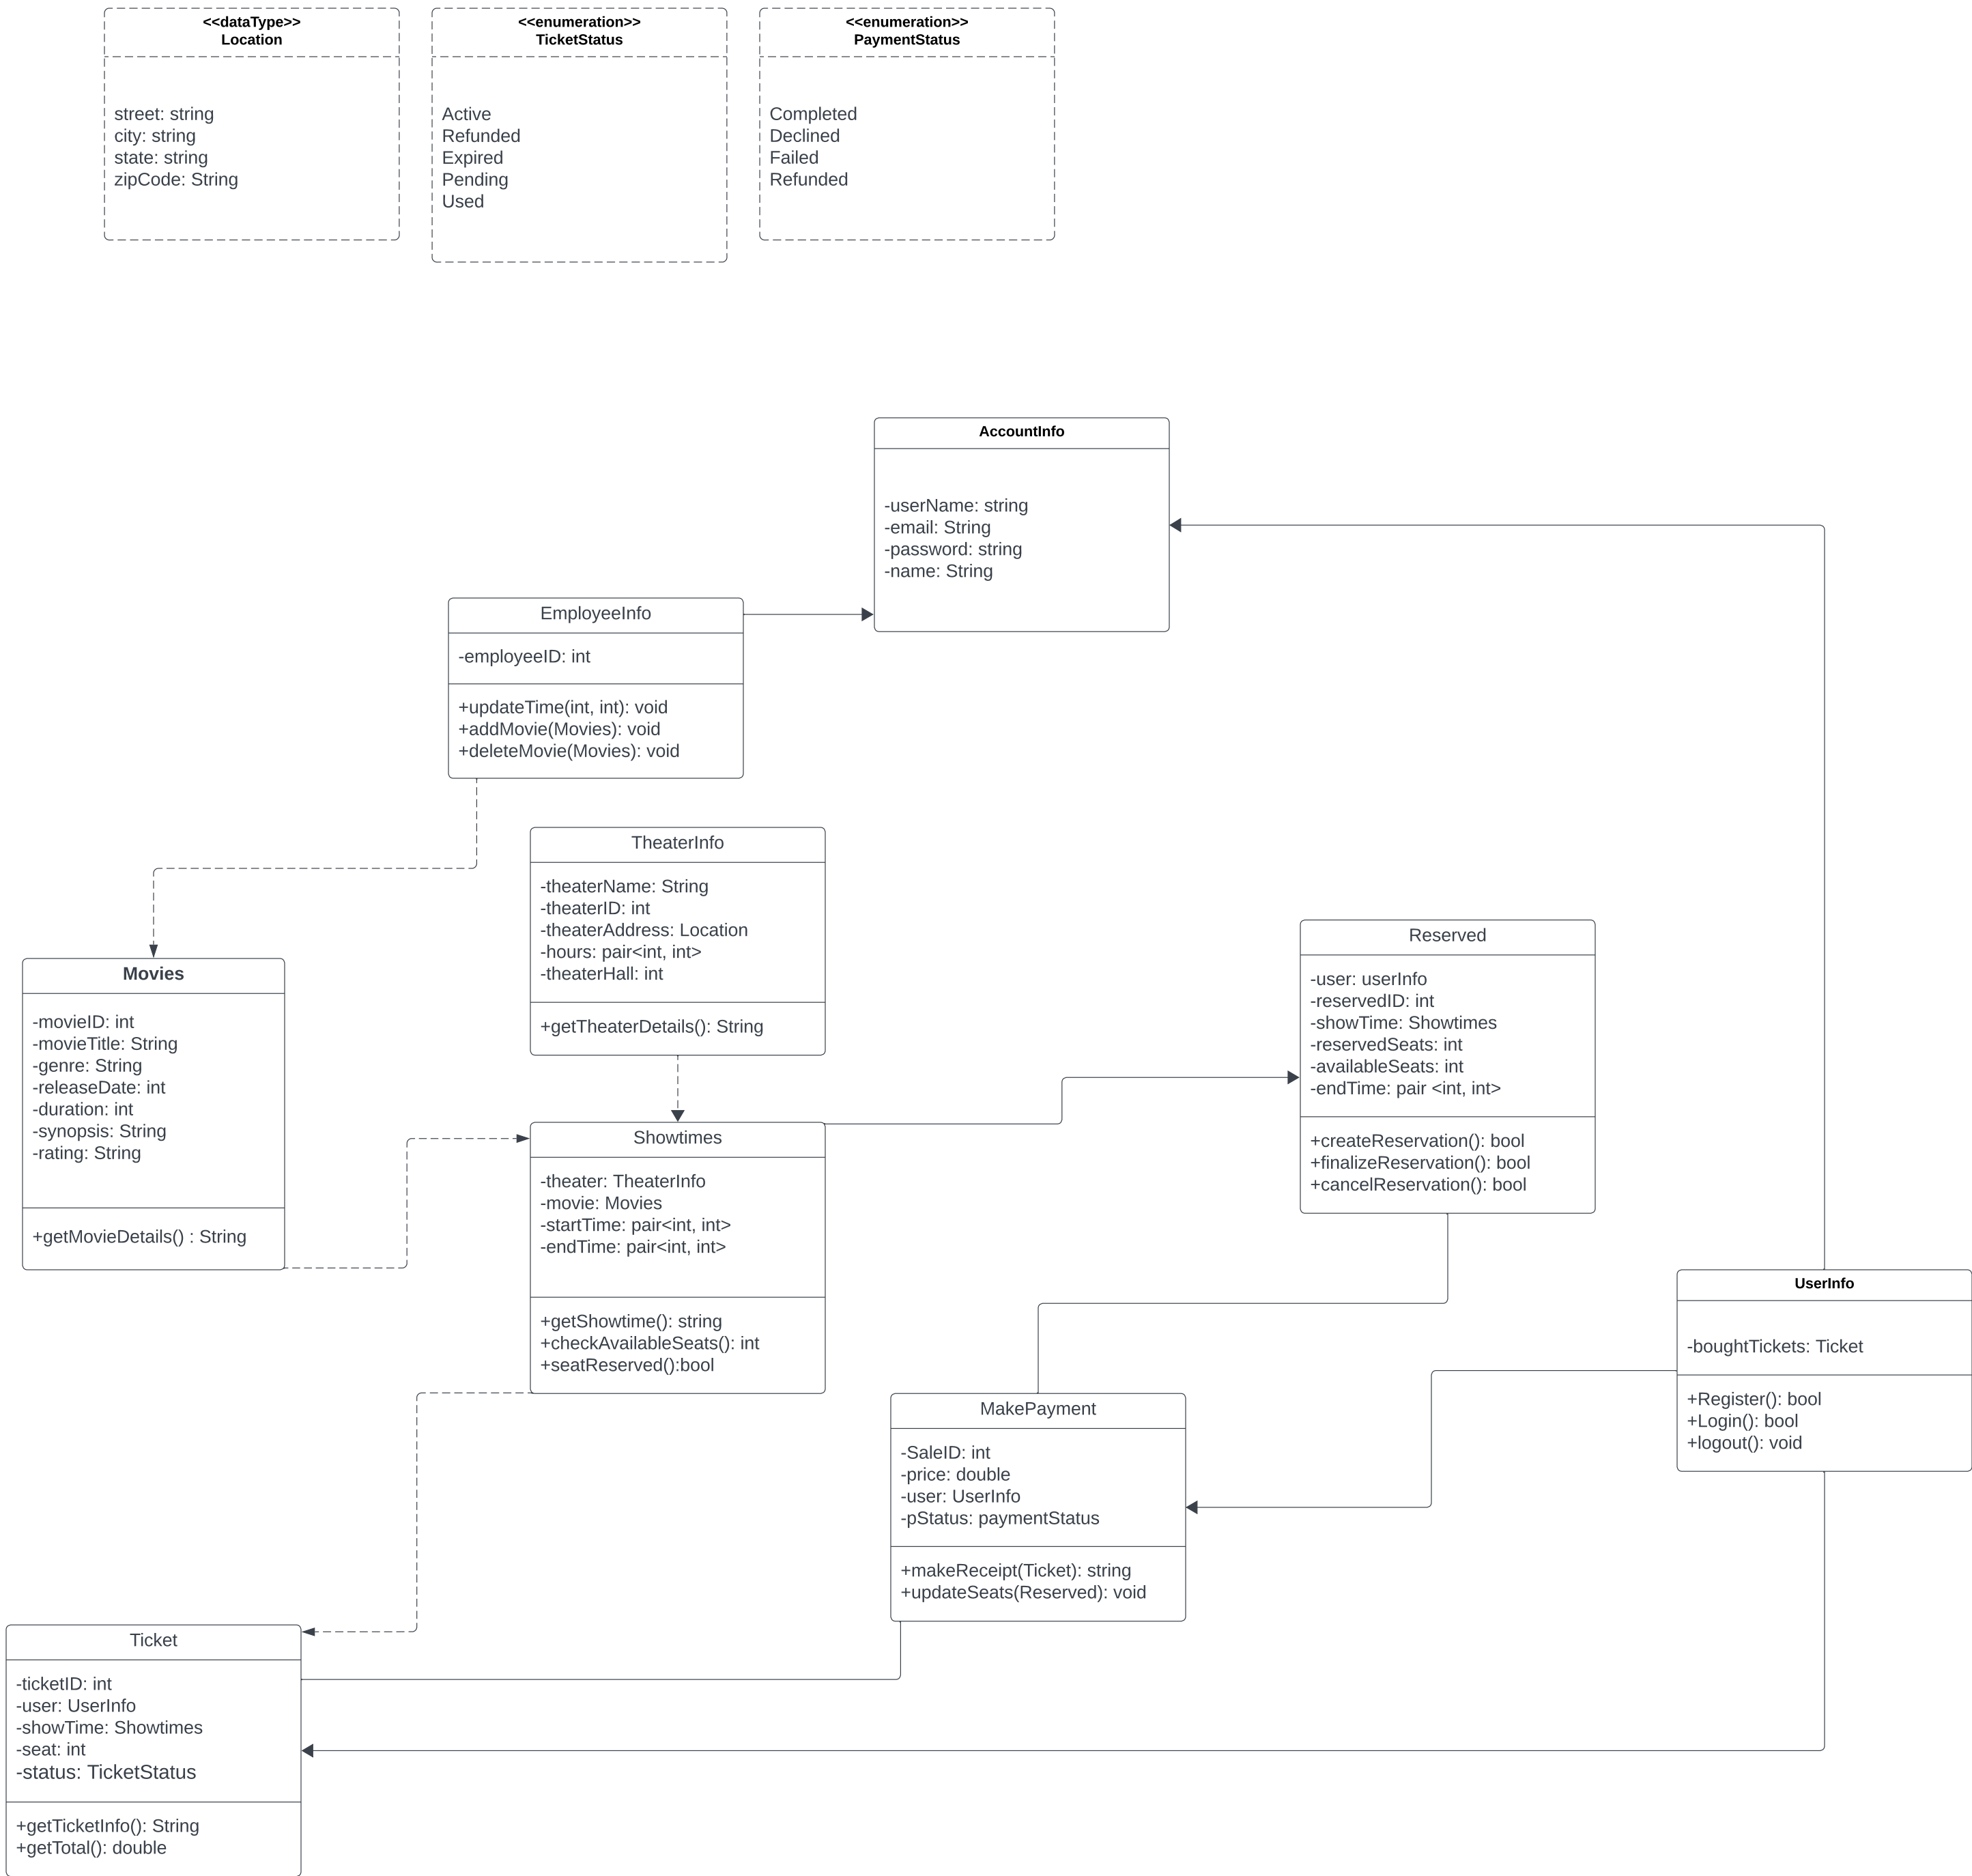 <<dataType>>
Location
street: string
city: string
state: string
zipCode: String
<<enumeration>>
TicketStatus
Active
Refunded
Expired
Pending
Used
<<enumeration>>
PaymentStatus
Completed
Declined
Failed
Refunded
AccountInfo
-userName: string
-email: String
-password: string
-name: String
EmployeeInfo
-employeeID: int
+updateTime(int, int): void
+addMovie(Movies): void
+deleteMovie(Movies): void
TheaterInfo
-theaterName: String
-theaterID: int
-theaterAddress: Location
-hours: pair<int, int>
-theaterHall: int
+getTheaterDetails(): String
Reserved
-user: userInfo
-reservedID: int
-showTime: Showtimes
-reservedSeats: int
-availableSeats: int
-endTime: pair <int, int>
+createReservation(): bool
+finalizeReservation(): bool
+cancelReservation(): bool
Movies
-movieID: int
-movieTitle: String
-genre: String
-releaseDate: int
-duration: int
-synopsis: String
-rating: String
+getMovieDetails() : String
Showtimes
-theater: TheaterInfo
-movie: Movies
-startTime: pair<int, int>
-endTime: pair<int, int>
+getShowtime(): string
+checkAvailableSeats(): int
+seatReserved():bool
UserInfo
-boughtTickets: Ticket
+Register(): bool
+Login(): bool
+logout(): void
MakePayment
-SaleID: int
-price: double
-user: UserInfo
-pStatus: paymentStatus
+makeReceipt(Ticket): string
+updateSeats(Reserved): void
Ticket
-ticketID: int
-user: UserInfo
-showTime: Showtimes
-seat: int
-status: TicketStatus
+getTicketInfo(): String
+getTotal(): double